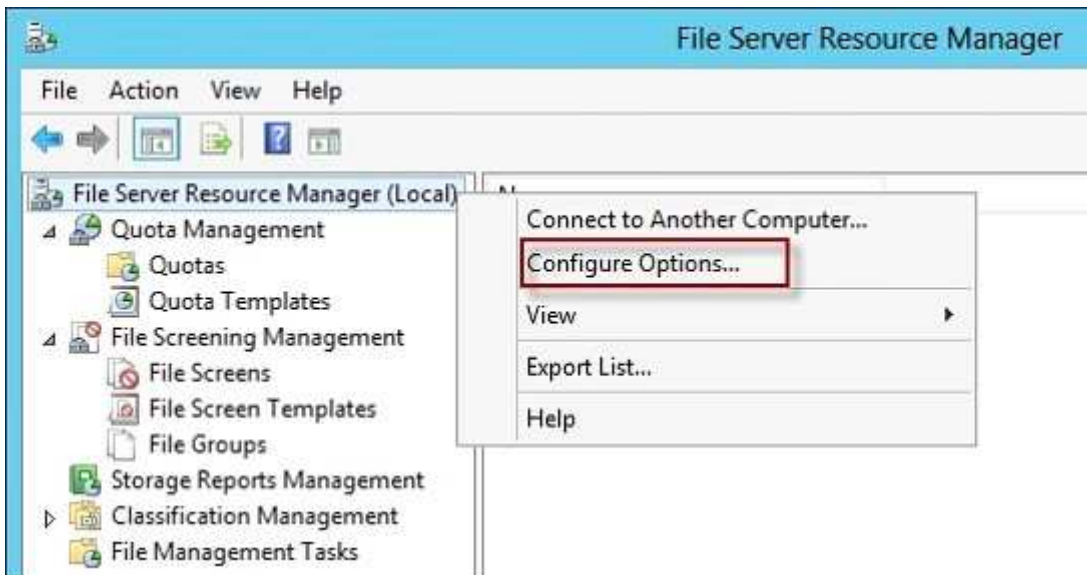 File Server Resource Manager
File Action View Help
File Server Resource Manager (Local)
Quota Management
Quotas
Quota Templates
File Screening Management
File Screens
File Screen Templates
File Groups
Storage Reports Management
Classification Management
File Management Tasks
Connect to Another Computer...
Configure Options...
View
Export List...
Help